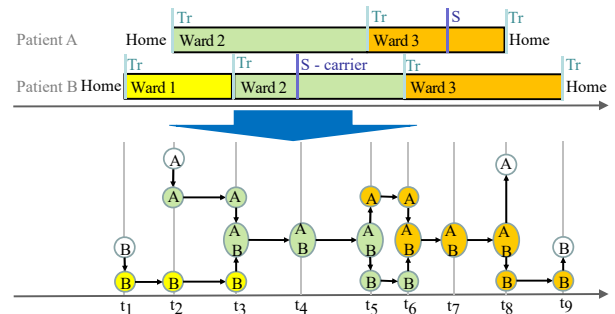 Tr Tr S Tr
Patient A Home Ward 2 Ward 3 Home
Tr Tr S - carrier Tr Tr
Patient B Home Ward 1 Ward 2 Ward 3 Home
A A
A A A A
A A A A A A
B B B B B B
B B
B B B B B B B
t1 t2 t3 t4 t5 t6 t7 t8 t9